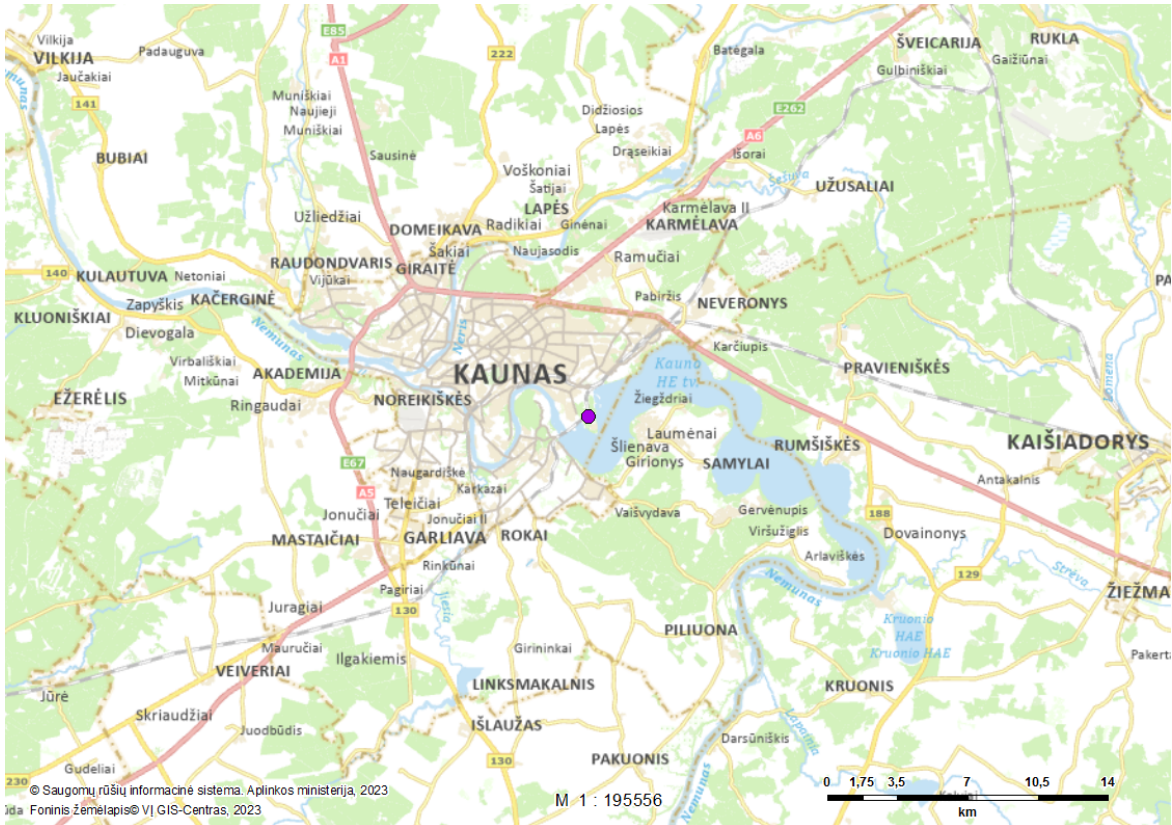 Vilkija
VILKIJA
Padauguva
Jaučakiai
141
BUBIAI
E85
A1
222
Batėgala
ŠVEICARIJA
RUKLA
Gaižiūnai
Gulbiniškiai
Muniškiai
Naujieji
Muniškiai
Didžiosios
Lapės
E262
A6
Sausinė
Drąseikiai
Išorai
Voškoniai
Šatijai
Šešuva
UŽUSALIAI
Užliedžiai
LAPĖS
Karmėlava II
DOMEIKAVA
Radikiai
Ginėnai
KARMĖLAVA
Šakiai
Naujasodis
Ramučiai
140
KULAUTUVA
Netoniai
RAUDONDVARIS
GIRAITĖ
Vijūkai
Zapyškis
KAČERGINĖ
Pabiržis
NEVERONYS
KLUONIŠKIAI
Dievogala
Nemunas
Neris
Karčiupis
Virbališkiai
Mitkūnai
AKADEMIJA
KAUNAS
Kauno
HE tv.
PRAVIENIŠKĖS
Lomena
EŽERĖLIS
Ringaudai
NOREIKIŠKĖS
Žiegždriai
Laumėnai
Šlienava
Girionys
SAMYLAI
RUMŠIŠKĖS
KAIŠIADORYS
E67
A5
Naugardiškė
Karkazai
Teleičiai
Antakalnis
Jonučiai
Jonučiai II
Vaišvydava
Gervėnupis
188
MASTAIČIAI
GARLIAVA
ROKAI
Viršužiglis
Dovainonys
Rinkūnai
Arlaviškės
Pagiriai
Nemunas
129
Strėva
Juragiai
130
Jiesia
ŽIEŽMA
Kruonio
HAE
Kruonio HAE
PILIUONA
Mauručiai
Girininkai
Pakerta
VEIVERIAI
Ilgakiemis
Jūrė
LINKSMAKALNIS
KRUONIS
Skriaudžiai
Juodbūdis
IŠLAUŽAS
Lapainia
Darsūniškis
PAKUONIS
130
Gudeliai
230
Nemunas
© Saugomų rūšių informacinė sistema. Aplinkos ministerija, 2023
Foninis žemėlapis© VĮ GIS-Centras, 2023
M 1 : 195556
0 1,75 3,5 7 10,5 14
km